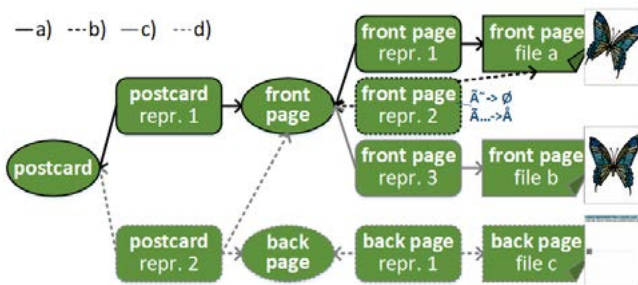 a)
b)
c)
d)
front page
repr. 1
front page
file a
postcard
repr. 1
front
page
front page
repr. 2
Ã˜-> Ø
Ã…->Å
postcard
front page
repr. 3
front page
file b
postcard
repr. 2
back
page
back page
repr. 1
back page
file c